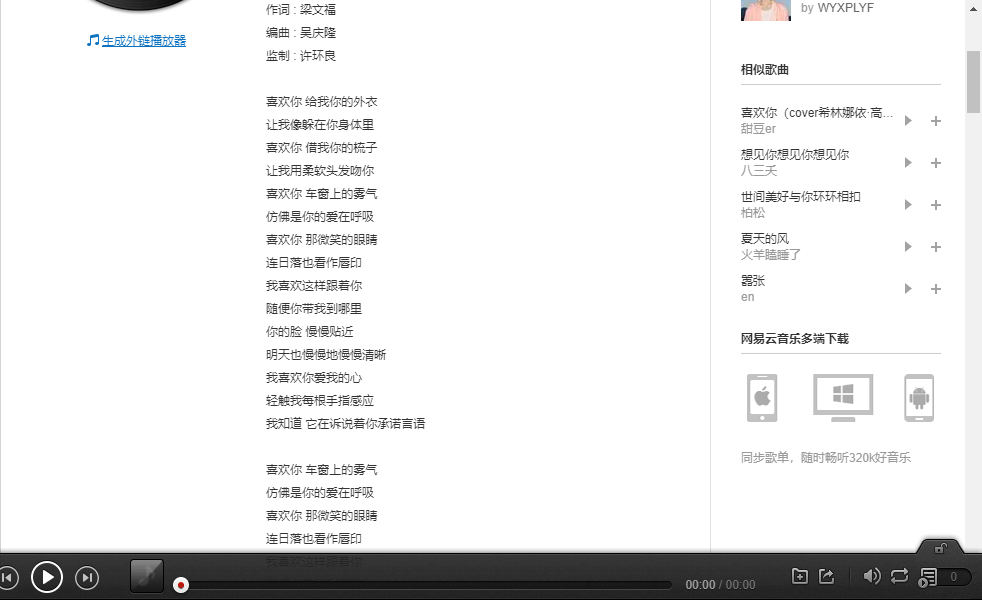 作词 : 梁文福
编曲 : 吴庆隆
监制 : 许环良
生成外链播放器
喜欢你 给我你的外衣
让我像躲在你身体里
喜欢你 借我你的梳子
让我用柔软头发吻你
喜欢你 车窗上的雾气
仿佛是你的爱在呼吸
喜欢你 那微笑的眼睛
连日落也看作唇印
我喜欢这样跟着你
随便你带我到哪里
你的脸 慢慢贴近
明天也慢慢地慢慢清晰
我喜欢你爱我的心
轻触我每根手指感应
我知道 它在诉说着你承诺言语
喜欢你 车窗上的雾气
仿佛是你的爱在呼吸
喜欢你 那微笑的眼睛
连日落也看作唇印
我喜欢这样跟着你
by WYXPLYF
相似歌曲
喜欢你（cover希林娜依·高...
甜豆er
想见你想见你想见你
八三夭
世间美好与你环环相扣
柏松
夏天的风
火羊瞌睡了
嚣张
en
网易云音乐多端下载
同步歌单，随时畅听320k好音乐
00:00 / 00:00
0